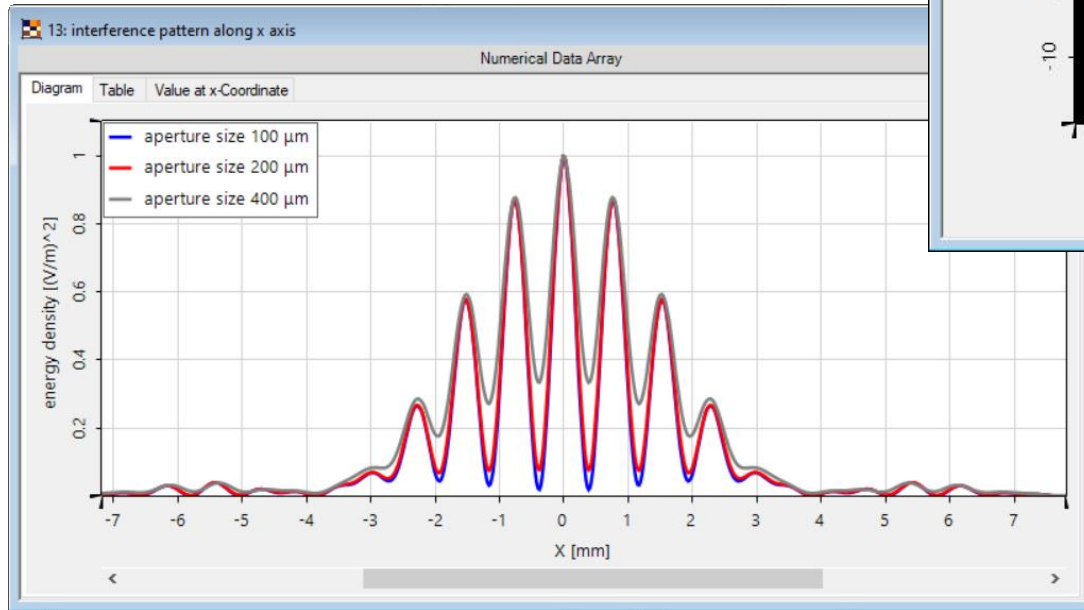 13: interference pattern along x axis
Numerical Data Array
Diagram Table Value at x-Coordinate
aperture size 100 µm
aperture size 200 µm
aperture size 400 µm
energy density [(V/m)^2]
1
0.8
0.6
0.4
0.2
-7 -6 -5 -4 -3 -2 -1 0 1 2 3 4 5 6 7
X [mm]
-10